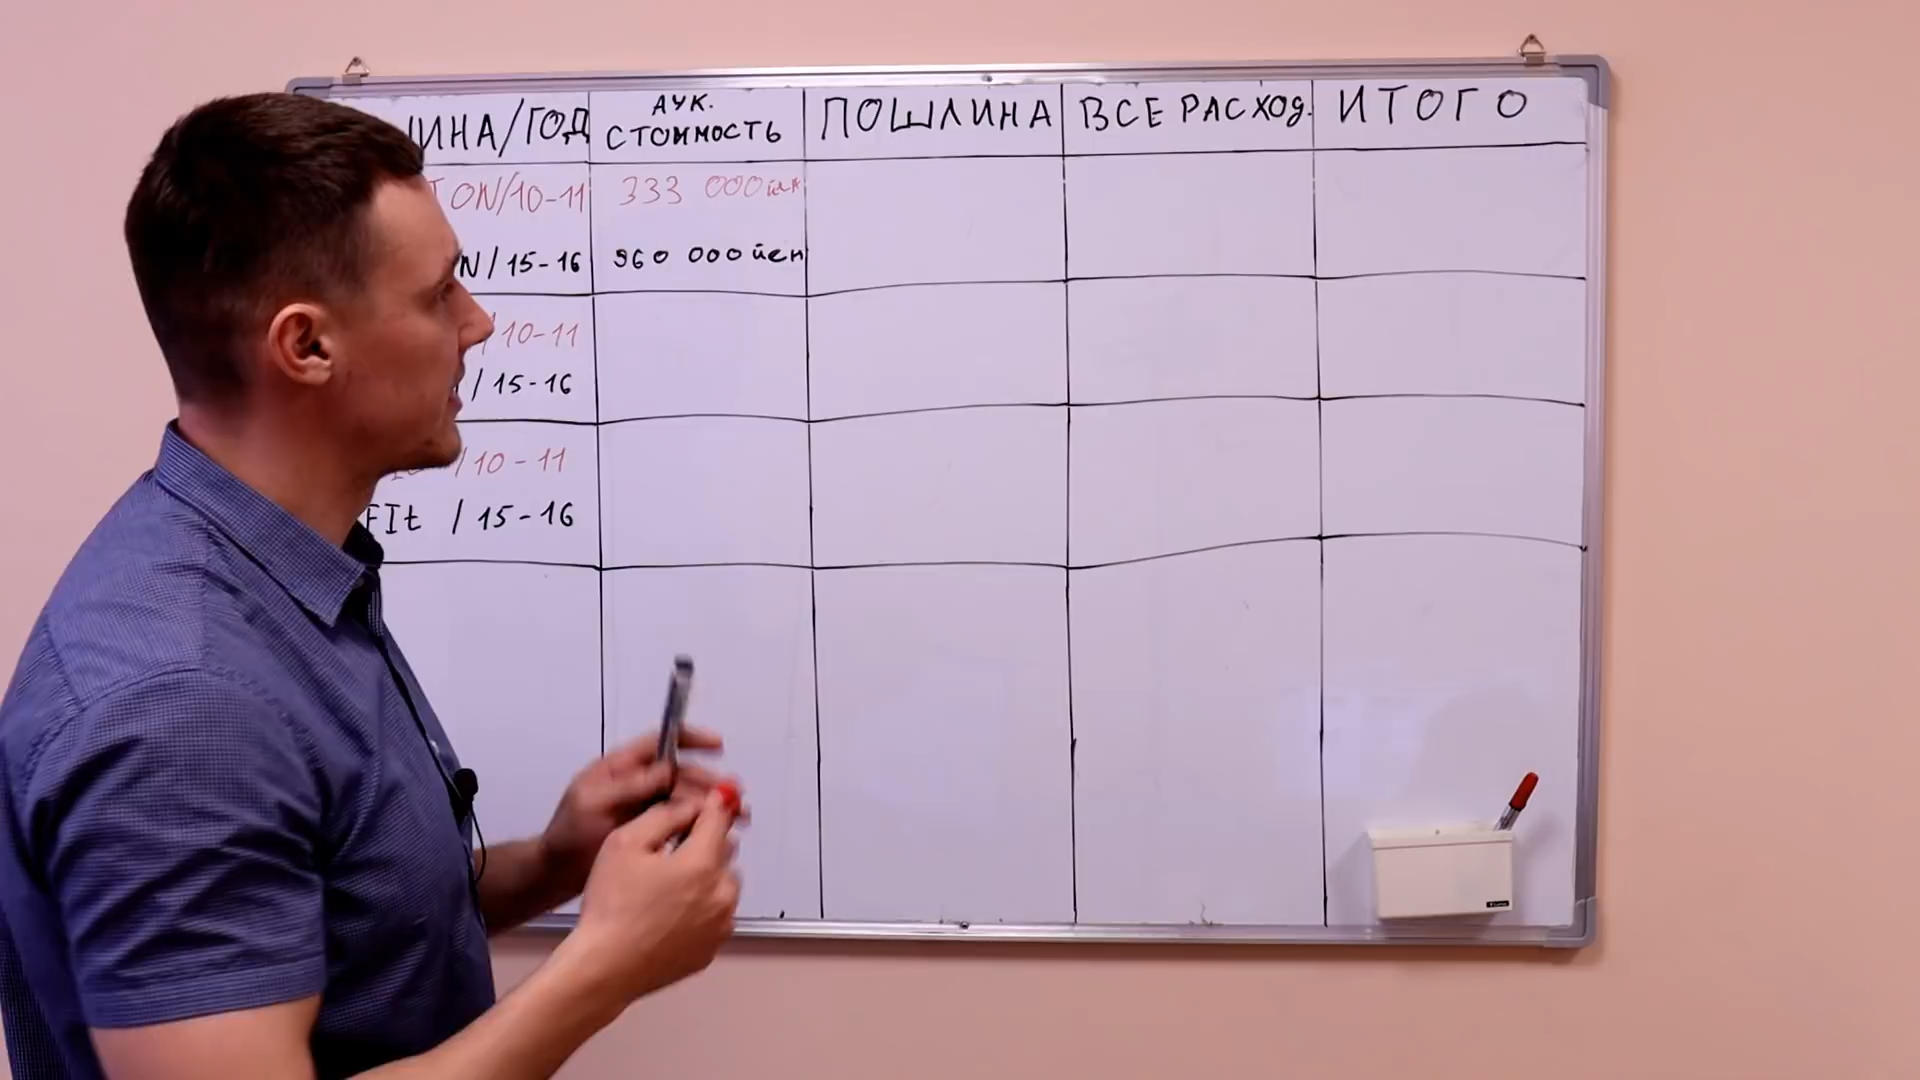 ИНА/ГОД
АУК.
СТОИМОСТЬ
ПОШЛИНА
ВСЕ РАСХОД.
ИТОГО
ON/10-11
333 000 йен
N/15-16
960 000 йен
/10-11
/15-16
/10-11
FIt /15-16